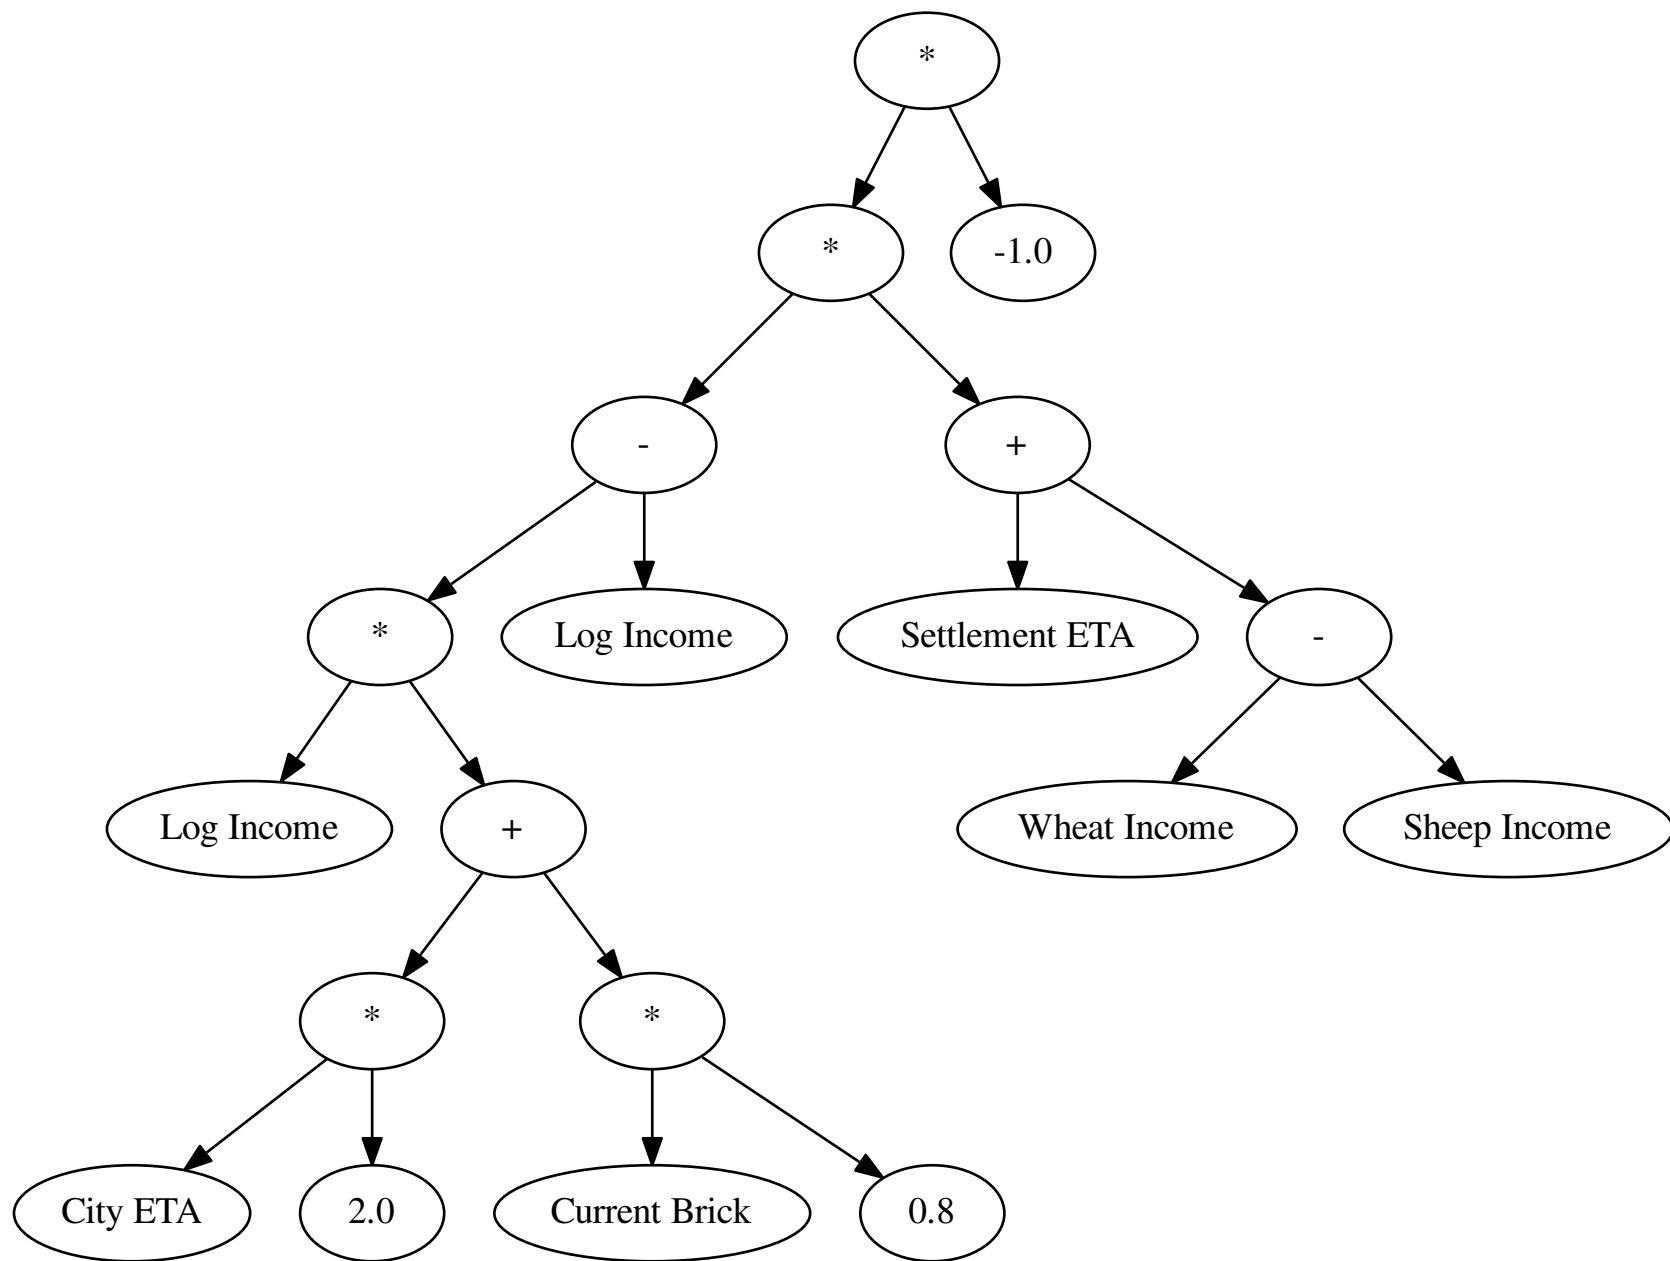 *
*
-1.0
-
+
*
Log Income
Settlement ETA
-
Log Income
+
Wheat Income
Sheep Income
*
*
City ETA
2.0
Current Brick
0.8